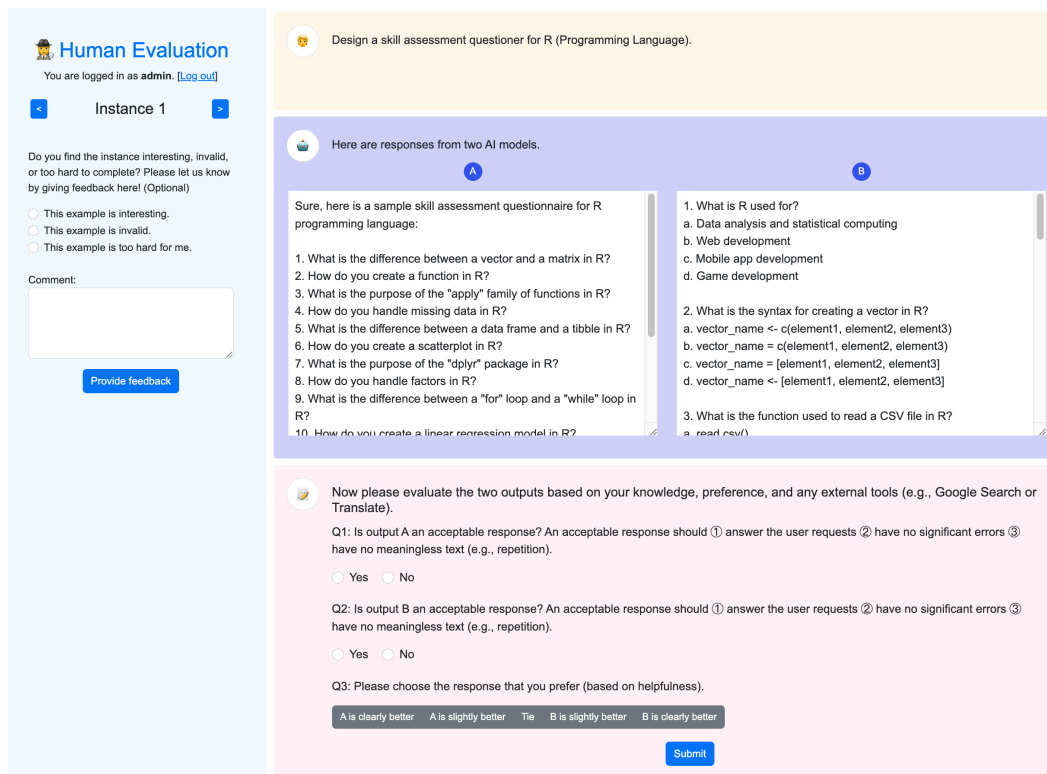 Human Evaluation
You are logged in as admin. [Log out]
< Instance 1 >
Do you find the instance interesting, invalid,
or too hard to complete? Please let us know
by giving feedback here! (Optional)
This example is interesting.
This example is invalid.
This example is too hard for me.
Comment:
Provide feedback
Design a skill assessment questioner for R (Programming Language).
Here are responses from two AI models.
A
Sure, here is a sample skill assessment questionnaire for R
programming language:
1. What is the difference between a vector and a matrix in R?
2. How do you create a function in R?
3. What is the purpose of the "apply" family of functions in R?
4. How do you handle missing data in R?
5. What is the difference between a data frame and a tibble in R?
6. How do you create a scatterplot in R?
7. What is the purpose of the "dplyr" package in R?
8. How do you handle factors in R?
9. What is the difference between a "for" loop and a "while" loop in
R?
10. How do you create a linear regression model in R?
B
1. What is R used for?
a. Data analysis and statistical computing
b. Web development
c. Mobile app development
d. Game development
2. What is the syntax for creating a vector in R?
a. vector_name <- c(element1, element2, element3)
b. vector_name = c(element1, element2, element3)
c. vector_name = [element1, element2, element3]
d. vector_name <- [element1, element2, element3]
3. What is the function used to read a CSV file in R?
a. read.csv()
Now please evaluate the two outputs based on your knowledge, preference, and any external tools (e.g., Google Search or
Translate).
Q1: Is output A an acceptable response? An acceptable response should ① answer the user requests ② have no significant errors ③
have no meaningless text (e.g., repetition).
Yes No
Q2: Is output B an acceptable response? An acceptable response should ① answer the user requests ② have no significant errors ③
have no meaningless text (e.g., repetition).
Yes No
Q3: Please choose the response that you prefer (based on helpfulness).
A is clearly better A is slightly better Tie B is slightly better B is clearly better
Submit